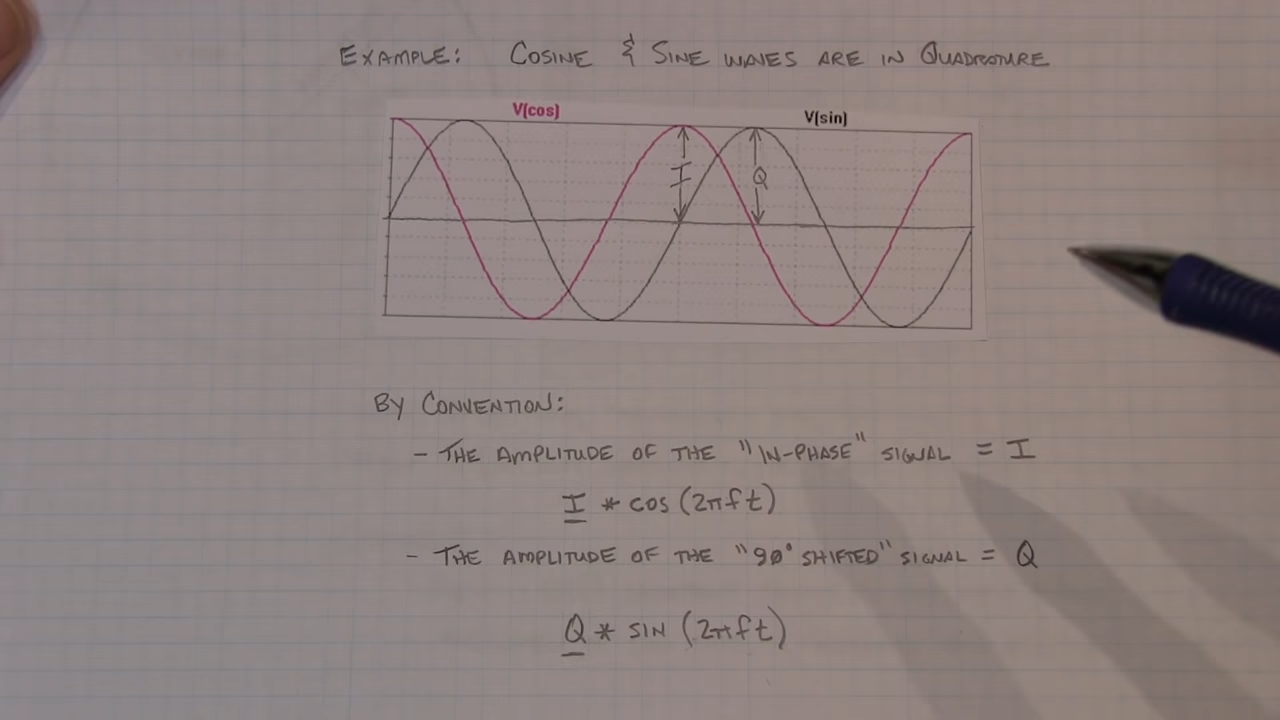 EXAMPLE: COSINE & SINE WAVES ARE IN QUADRATURE
V(cos) V(sin)
I Q
BY CONVENTION:
- THE AMPLITUDE OF THE "IN-PHASE" SIGNAL = I
I * COS (2πft)
- THE AMPLITUDE OF THE "90° SHIFTED" SIGNAL = Q
Q * SIN (2πft)